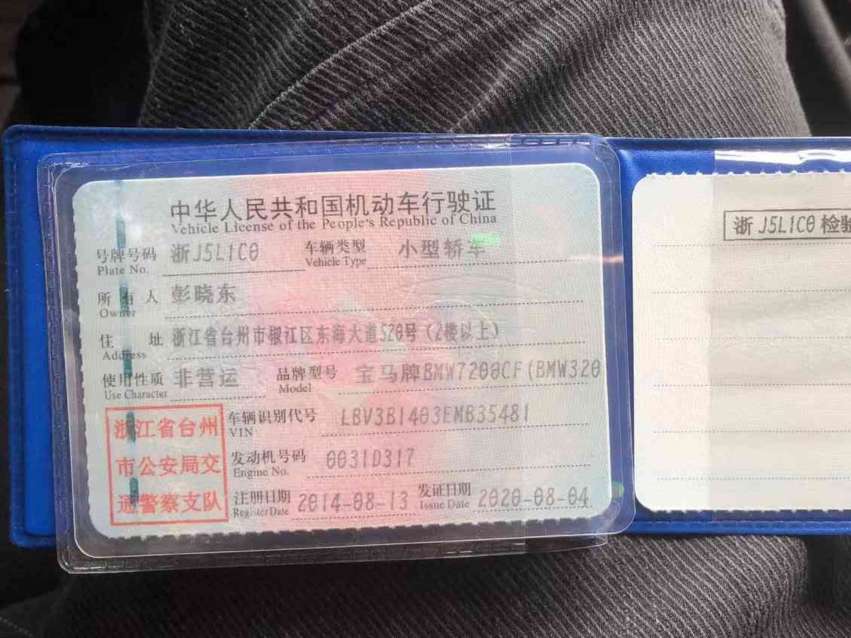 中华人民共和国机动车行驶证
Vehicle License of the People's Republic of China
号牌号码 浙J5L1C0 车辆类型 小型轿车
Plate No. Vehicle Type
所有人 彭晓东
Owner
住址 浙江省台州市椒江区东海大道520号(2楼以上)
Address
使用性质 非营运 品牌型号 宝马牌BMW7200CF(BMW320
Use Character Model
浙江省台州
市公安局交
通警察支队
车辆识别代号 LBV3B1403EMB35481
VIN
发动机号码 0031D317
Engine No.
注册日期 2014-08-13 发证日期 2020-08-04
Register Date Issue Date
浙J5L1C0 检验